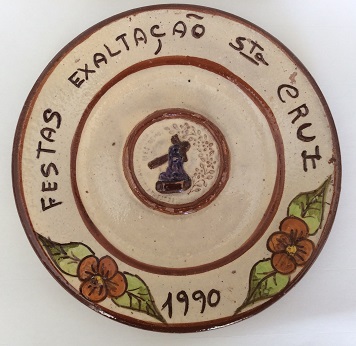 FESTAS EXALTAÇÃO Sta CRUZ
1990